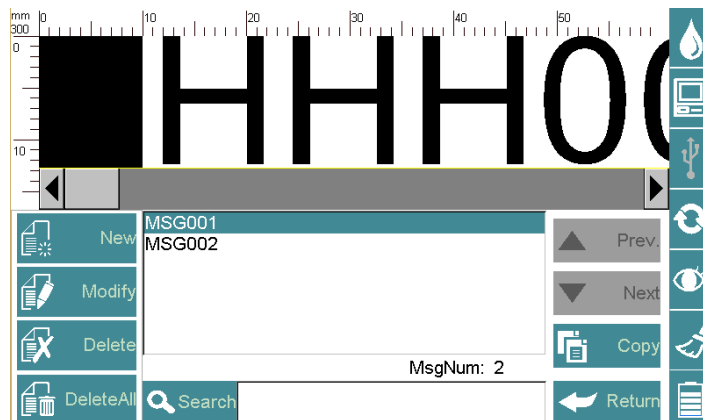 mm 0 10 20 30 40 50
300
0
HHH00
10
New
MSG001
Prev.
MSG002
Modify
Next
Delete
Copy
MsgNum: 2
DeleteAll
Search
Return